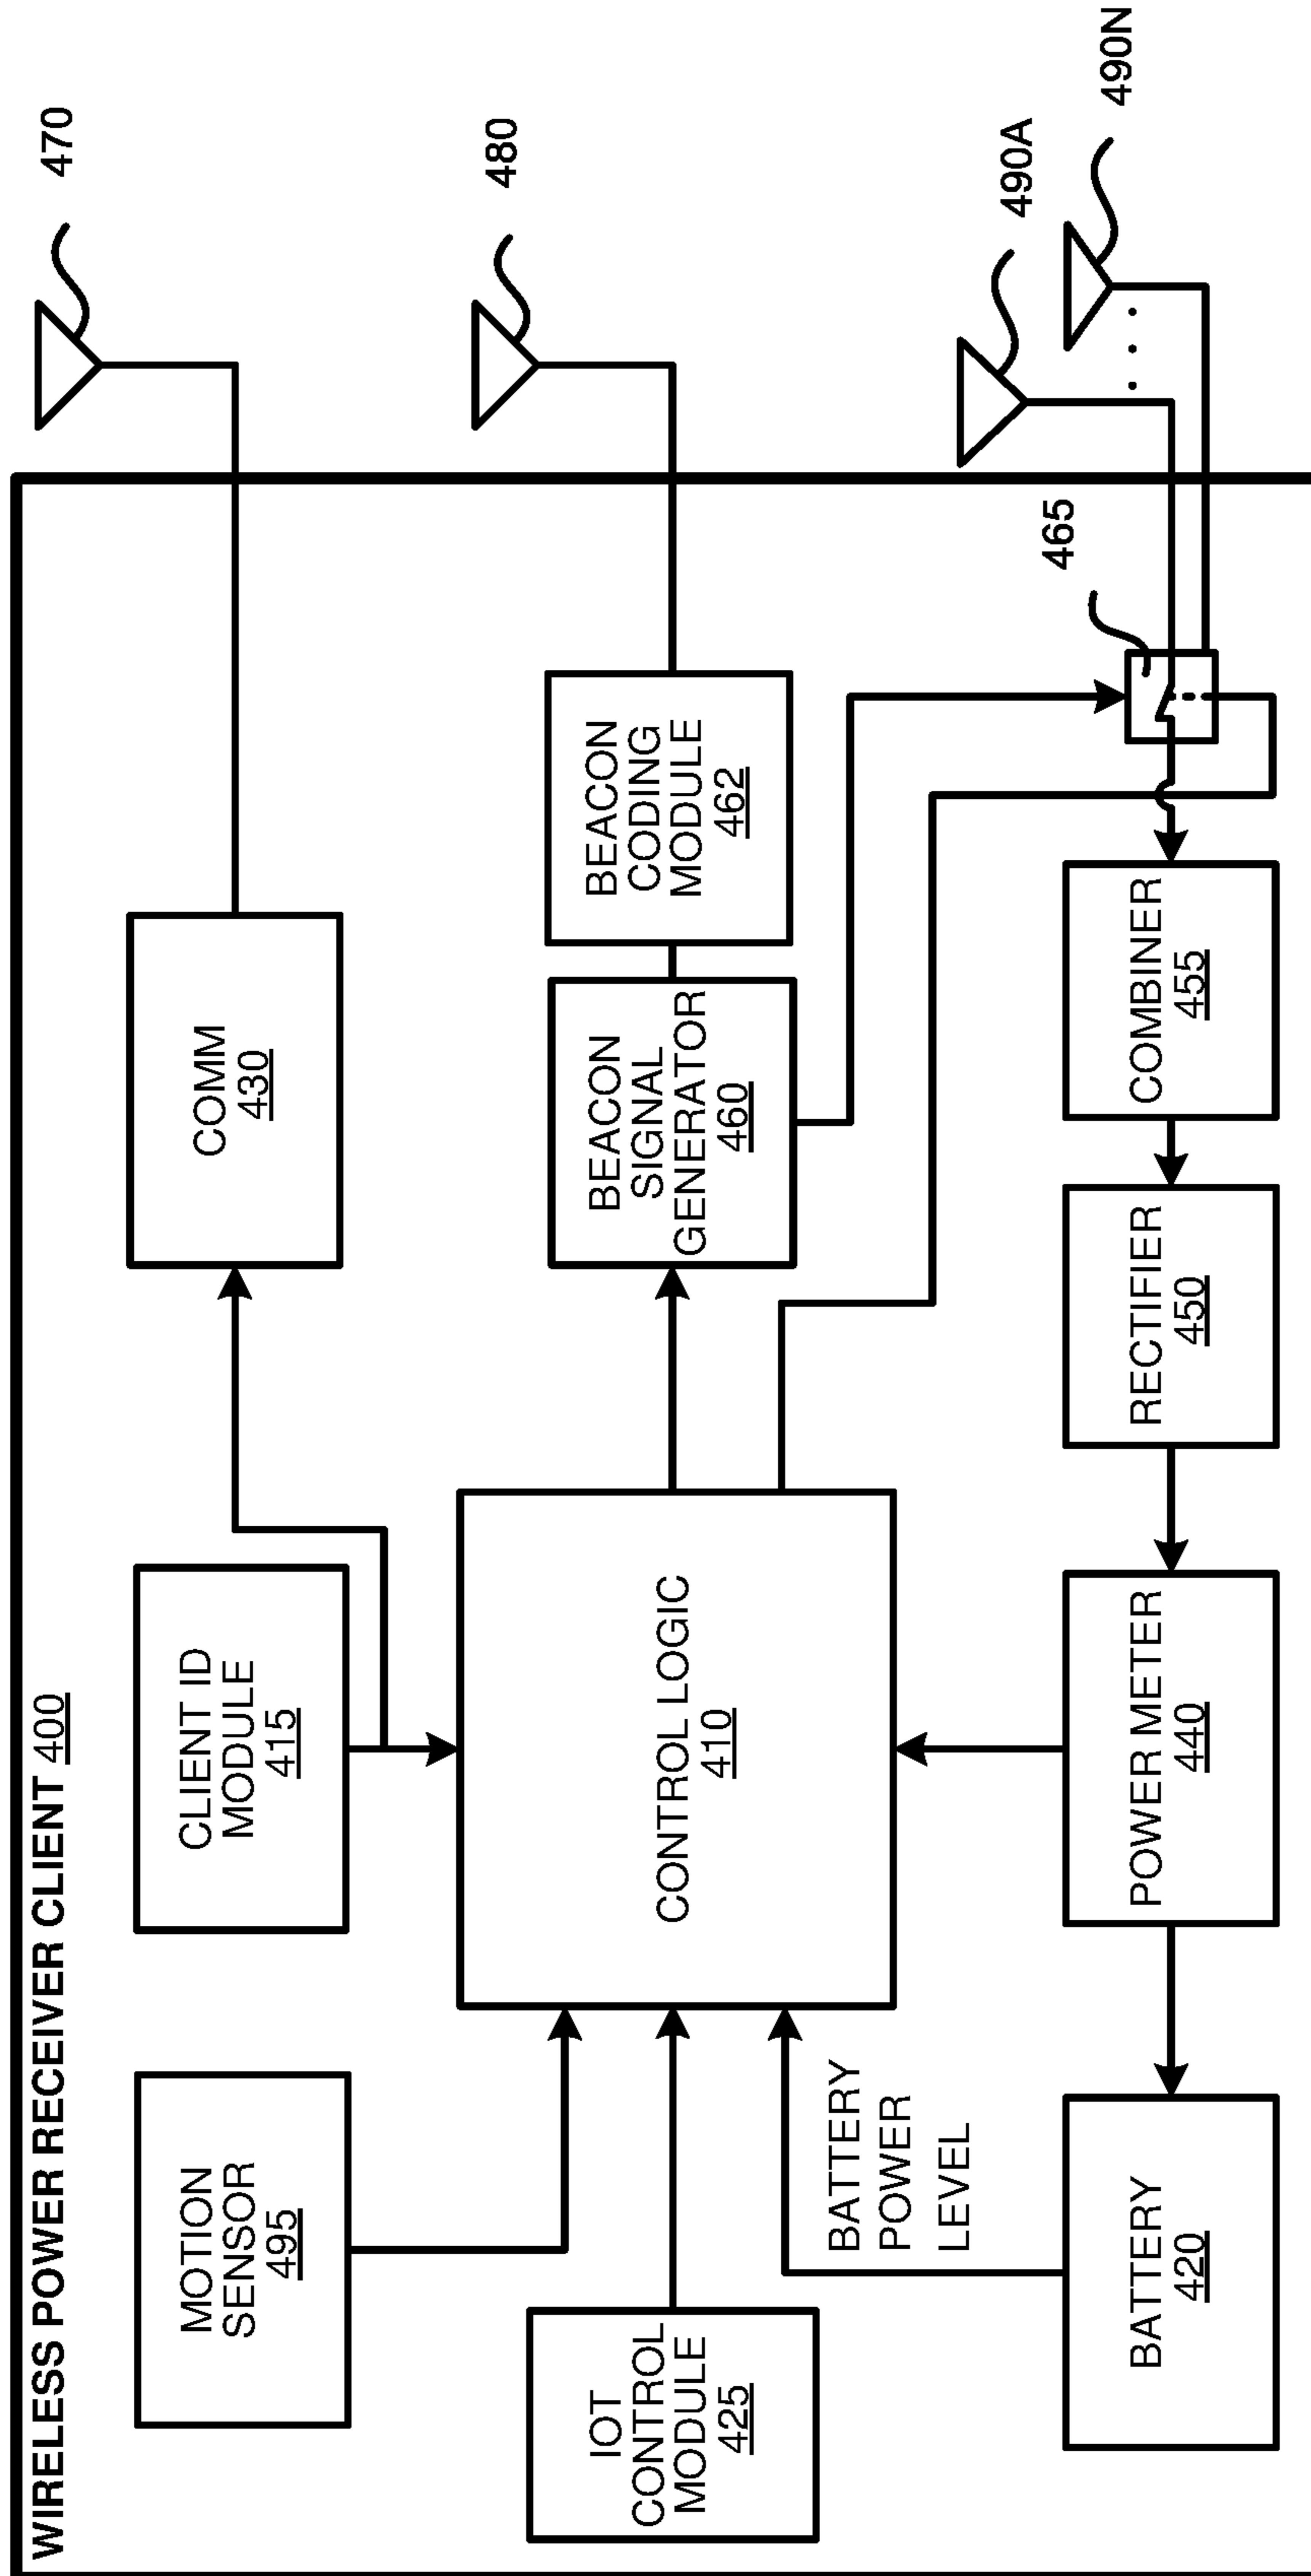 WIRELESS POWER RECEIVER CLIENT 400
MOTION
SENSOR
495
CLIENT ID
MODULE
415
COMM
430
470
IOT
CONTROL
MODULE
425
CONTROL LOGIC
410
BEACON
SIGNAL
GENERATOR
460
BEACON
CODING
MODULE
462
480
BATTERY
POWER
LEVEL
465
490A
490N
BATTERY
420
POWER METER
440
RECTIFIER
450
COMBINER
455